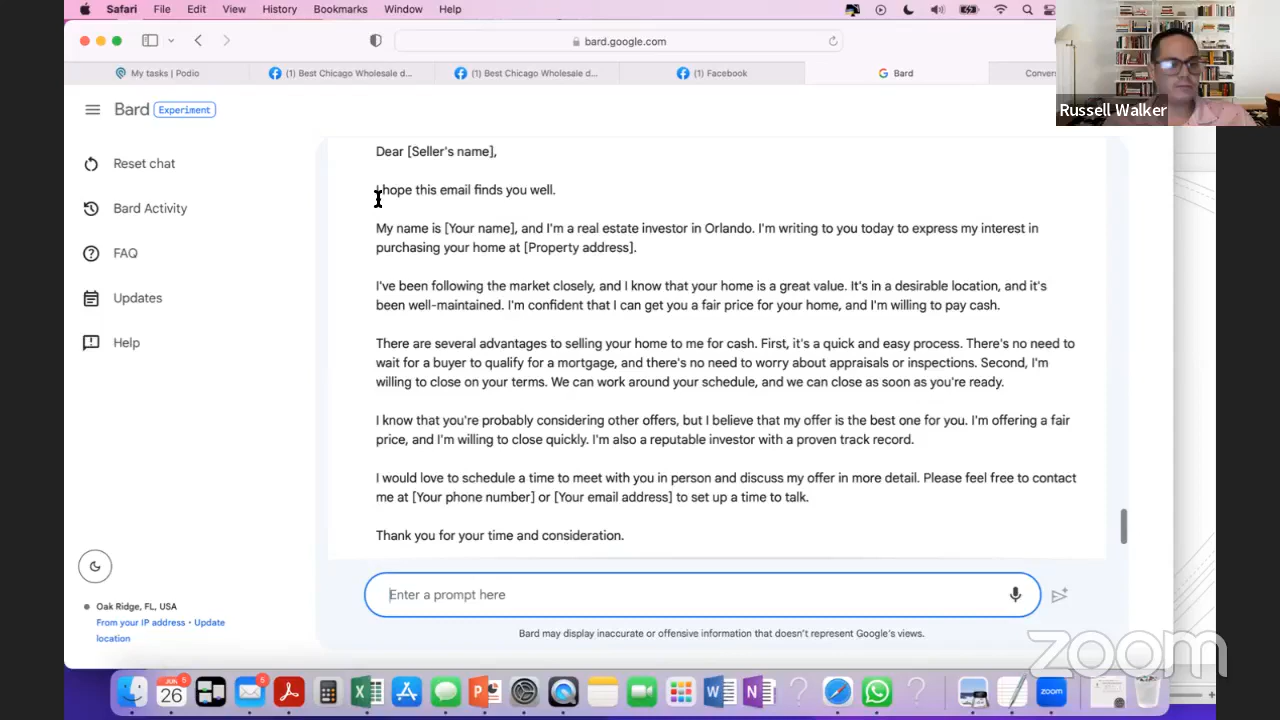 Safari File Edit View History Bookmarks Window Help
bard.google.com
My tasks | Podio
(1) Best Chicago Wholesale d...
(1) Best Chicago Wholesale d...
(1) Facebook
Bard
Conver
Russell Walker
Bard Experiment
Reset chat
Bard Activity
FAQ
Updates
Help
Dear [Seller's name],
I hope this email finds you well.
My name is [Your name], and I'm a real estate investor in Orlando. I'm writing to you today to express my interest in
purchasing your home at [Property address].
I've been following the market closely, and I know that your home is a great value. It's in a desirable location, and it's
been well-maintained. I'm confident that I can get you a fair price for your home, and I'm willing to pay cash.
There are several advantages to selling your home to me for cash. First, it's a quick and easy process. There's no need to
wait for a buyer to qualify for a mortgage, and there's no need to worry about appraisals or inspections. Second, I'm
willing to close on your terms. We can work around your schedule, and we can close as soon as you're ready.
I know that you're probably considering other offers, but I believe that my offer is the best one for you. I'm offering a fair
price, and I'm willing to close quickly. I'm also a reputable investor with a proven track record.
I would love to schedule a time to meet with you in person and discuss my offer in more detail. Please feel free to contact
me at [Your phone number] or [Your email address] to set up a time to talk.
Thank you for your time and consideration.
Enter a prompt here
Oak Ridge, FL, USA
From your IP address • Update
location
Bard may display inaccurate or offensive information that doesn't represent Google's views.
zoom
JUN
26
5
5
zoom